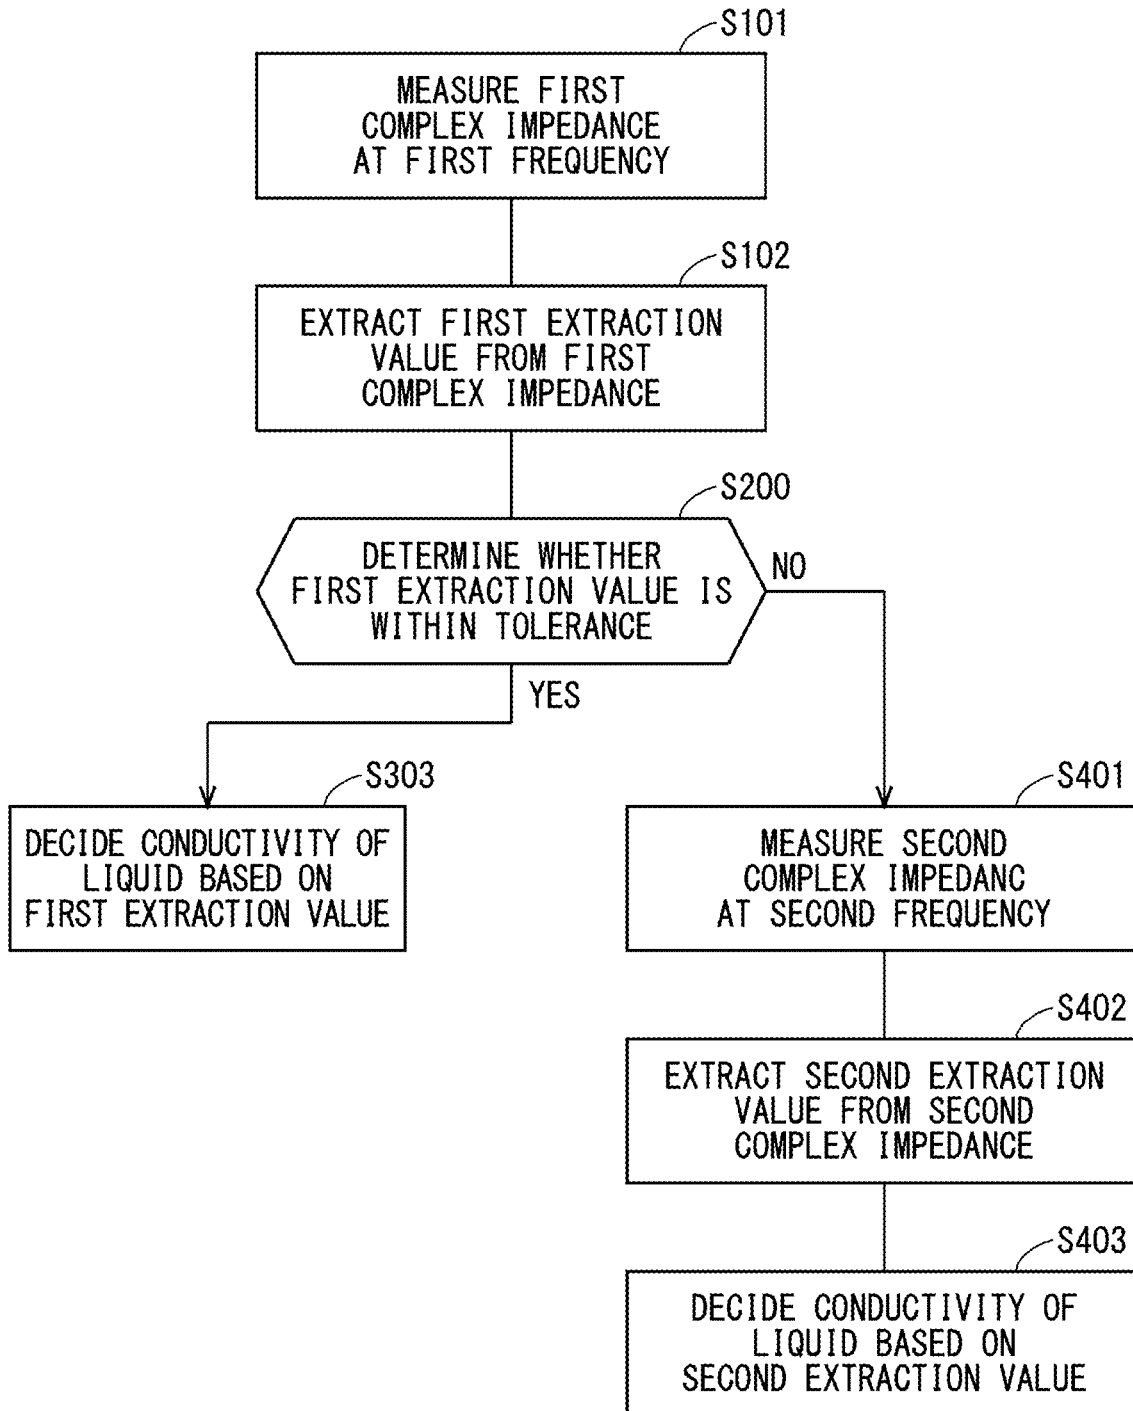 S101
MEASURE FIRST
COMPLEX IMPEDANCE
AT FIRST FREQUENCY
S102
EXTRACT FIRST EXTRACTION
VALUE FROM FIRST
COMPLEX IMPEDANCE
S200
DETERMINE WHETHER
FIRST EXTRACTION VALUE IS
WITHIN TOLERANCE
NO
YES
S303
DECIDE CONDUCTIVITY OF
LIQUID BASED ON
FIRST EXTRACTION VALUE
S401
MEASURE SECOND
COMPLEX IMPEDANC
AT SECOND FREQUENCY
S402
EXTRACT SECOND EXTRACTION
VALUE FROM SECOND
COMPLEX IMPEDANCE
S403
DECIDE CONDUCTIVITY OF
LIQUID BASED ON
SECOND EXTRACTION VALUE